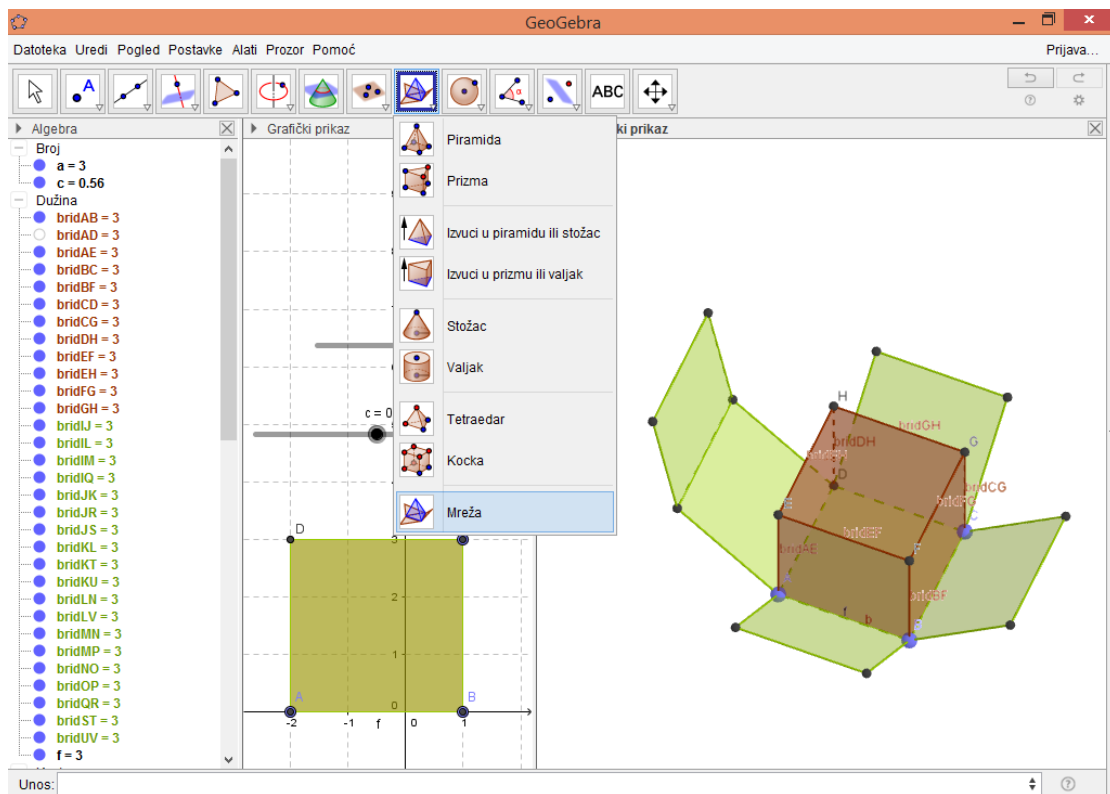 GeoGebra
Datoteka Uredi Pogled Postavke Alati Prozor Pomoć
Prijava...
A
α
ABC
Algebra
Grafički prikaz
ki prikaz
Broj
a = 3
c = 0.56
Dužina
bridAB = 3
bridAD = 3
bridAE = 3
bridBC = 3
bridBF = 3
bridCD = 3
bridCG = 3
bridDH = 3
bridEF = 3
bridEH = 3
bridFG = 3
bridGH = 3
bridIJ = 3
bridIL = 3
bridIM = 3
bridIQ = 3
bridJK = 3
bridJR = 3
bridJS = 3
bridKL = 3
bridKT = 3
bridKU = 3
bridLN = 3
bridLV = 3
bridMN = 3
bridMP = 3
bridNO = 3
bridOP = 3
bridQR = 3
bridST = 3
bridUV = 3
f = 3
Piramida
Prizma
Izvuci u piramidu ili stožac
Izvuci u prizmu ili valjak
Stožac
Valjak
Tetraedar
Kocka
Mreža
c = 0
D
3
2
1
0
A
B
-2
-1
f
0
1
H
bridGH
G
bridDH
D
bridCG
bridFG
C
bridEF
F
bridAE
bridBF
f
b
Unos: